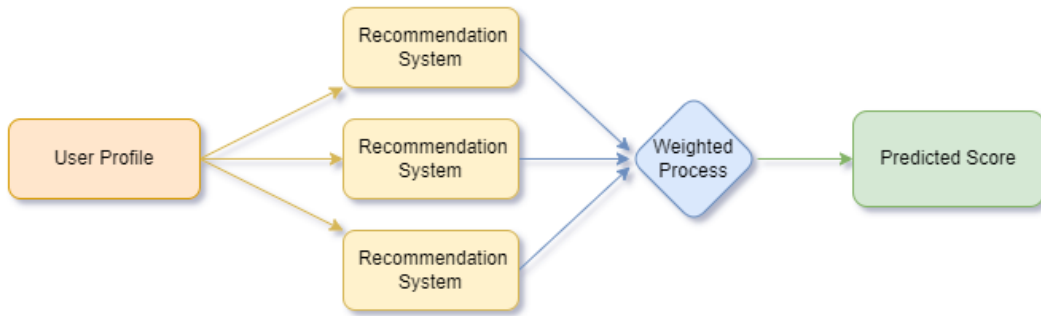 User Profile
Recommendation
System
Recommendation
System
Recommendation
System
Weighted
Process
Predicted Score